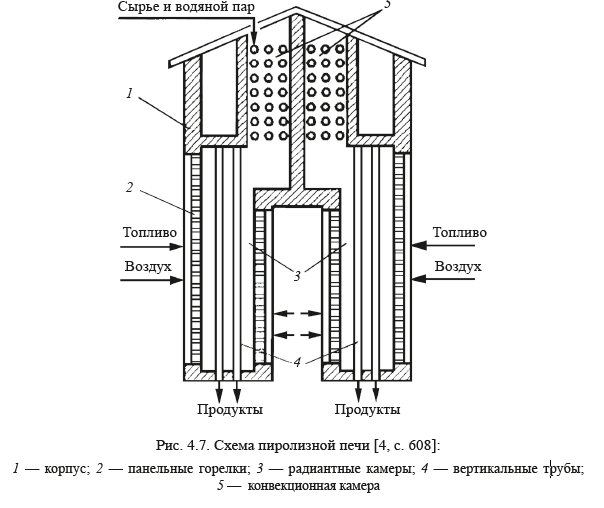 Сырье и водяной пар
5
1
2
Топливо
Топливо
Воздух
3
Воздух
4
Продукты
Продукты
Рис. 4.7. Схема пиролизной печи [4, с. 608]:
1 — корпус; 2 — панельные горелки; 3 — радиантные камеры; 4 — вертикальные трубы;
5 — конвекционная камера